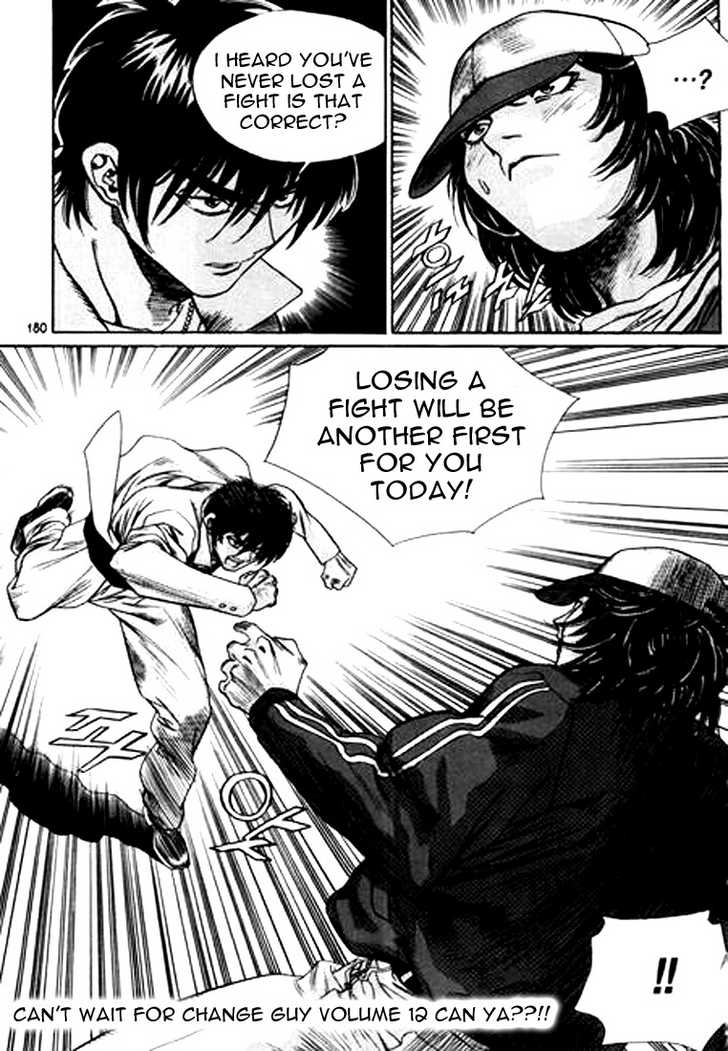 I HEARD YOU'VE
NEVER LOST A
FIGHT IS THAT
CORRECT?
...?
180
LOSING A
FIGHT WILL BE
ANOTHER FIRST
FOR YOU
TODAY!
!!
CAN'T WAIT FOR CHANGE GUY VOLUME 12 CAN YA??!!